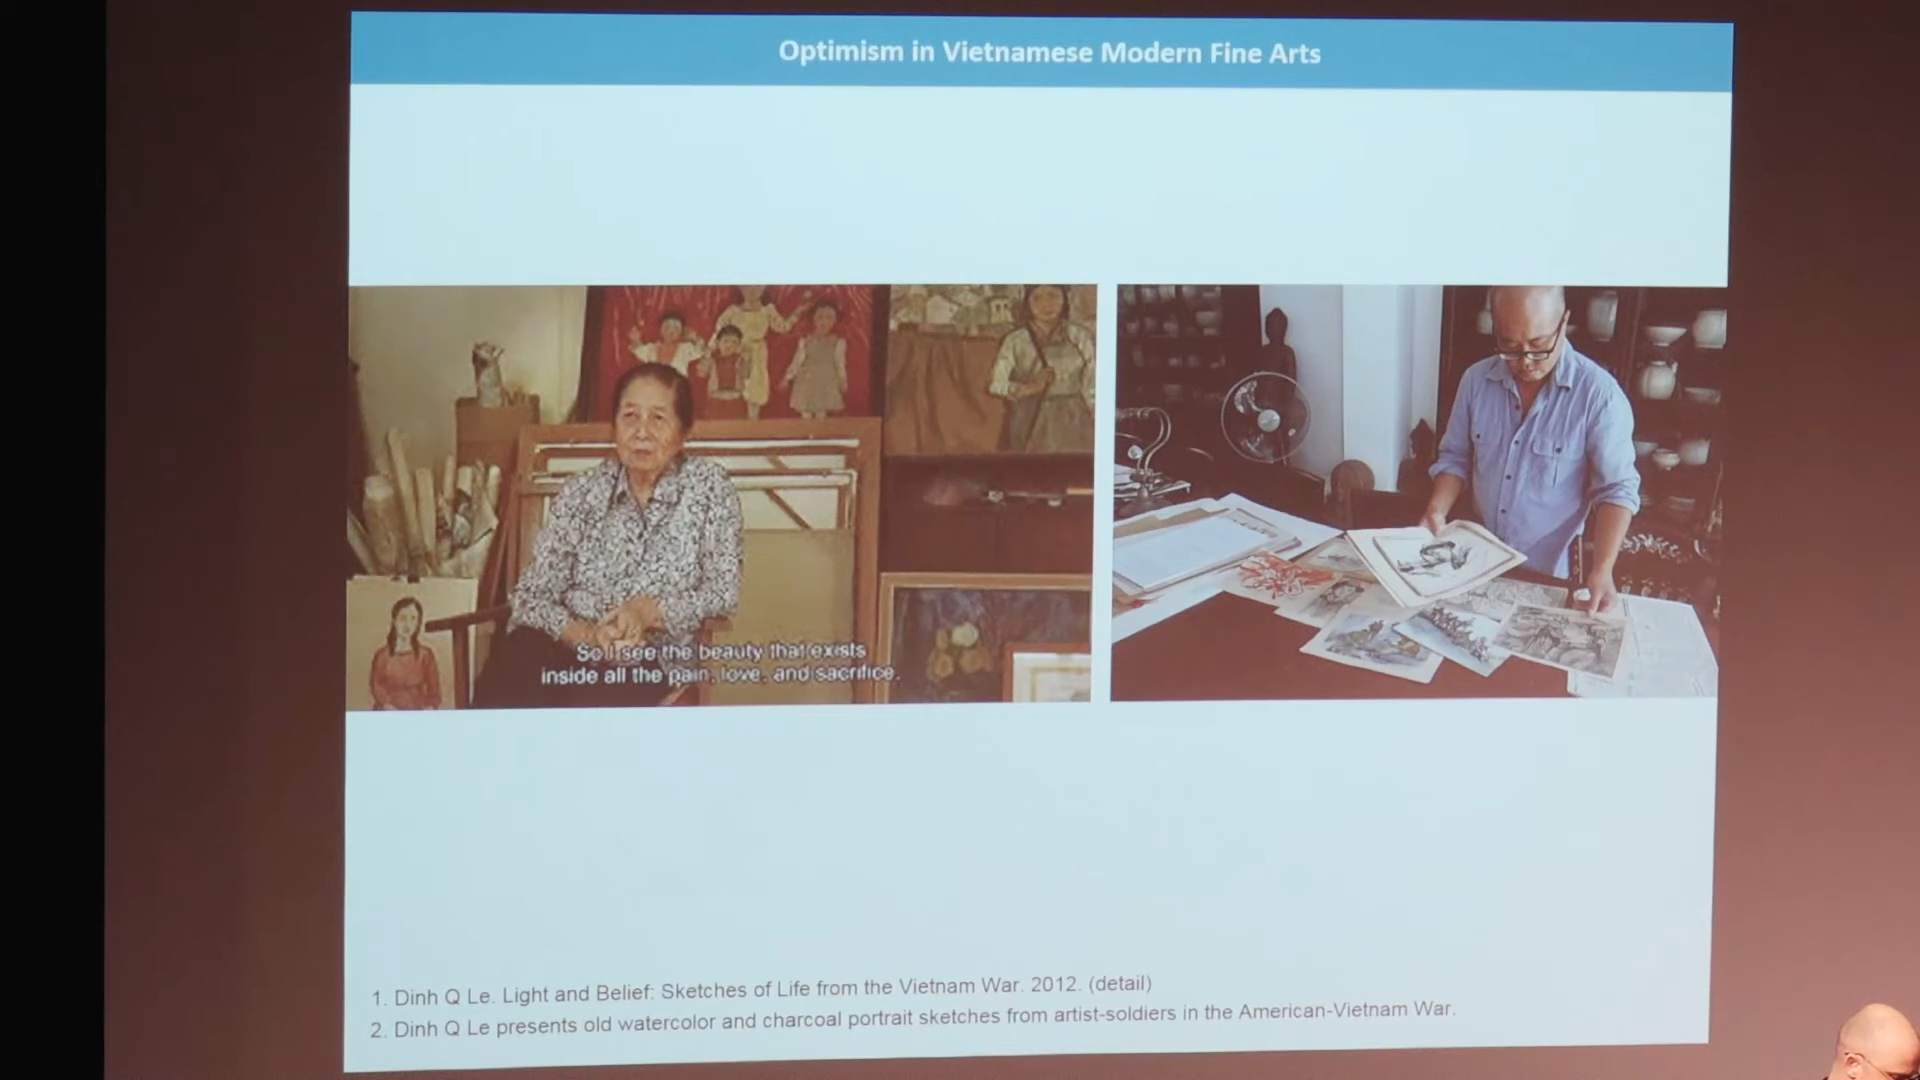 Optimism in Vietnamese Modern Fine Arts
So I see the beauty that exists
inside all the pain, love, and sacrifice.
1. Dinh Q Le. Light and Belief: Sketches of Life from the Vietnam War. 2012. (detail)
2. Dinh Q Le presents old watercolor and charcoal portrait sketches from artist-soldiers in the American-Vietnam War.